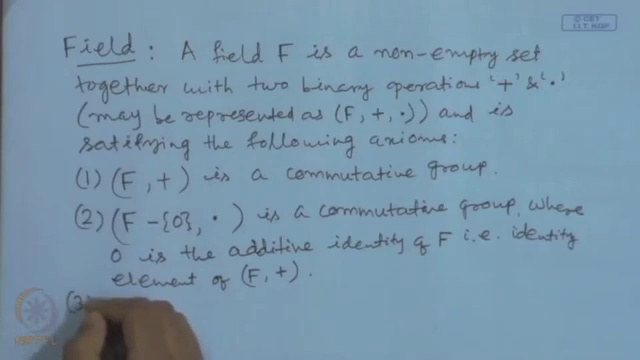 © CET
I.I.T. KGP
Field : A field F is a non-empty set
together with two binary operations '+' & '.'
(may be represented as (F, +, .)) and is
satisfying the following axioms:
(1) (F, +) is a commutative group.
(2) (F - {0}, .) is a commutative group, where
0 is the additive identity of F i.e. identity
element of (F, +).
(3)
NPTEL